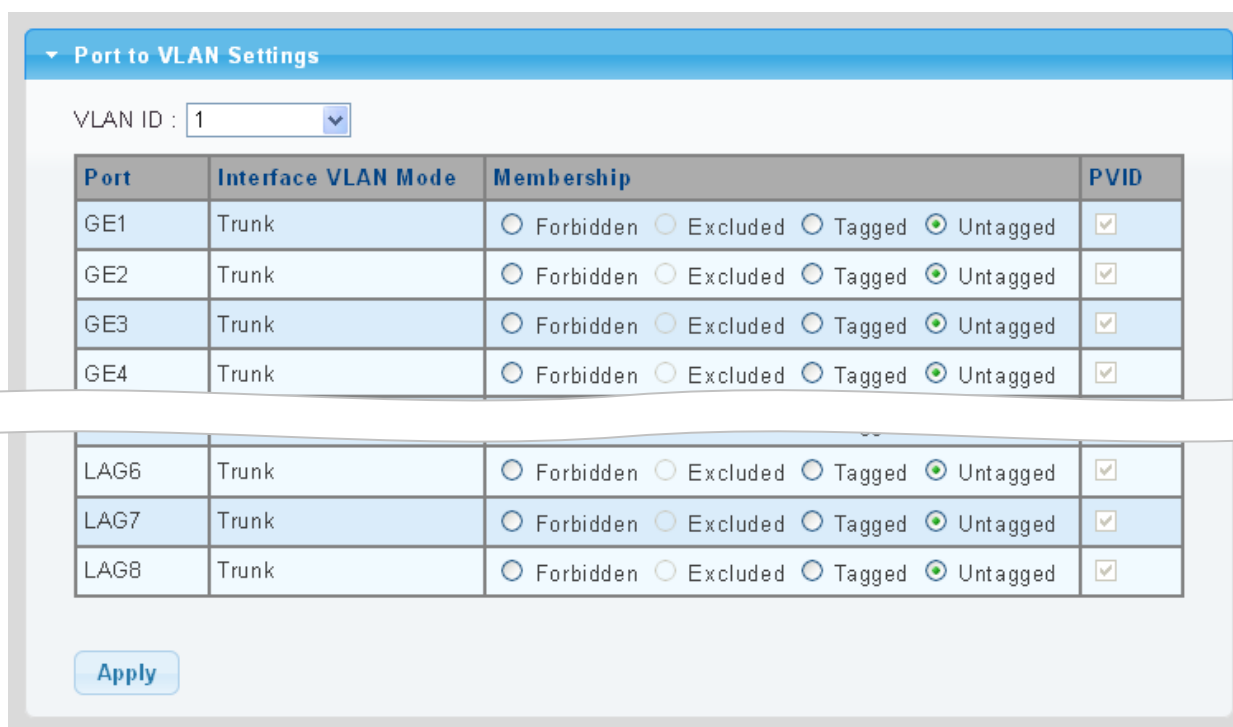 Port to VLAN Settings
VLAN ID : 1
Port Interface VLAN Mode Membership PVID
GE1 Trunk Forbidden Excluded Tagged Untagged
GE2 Trunk Forbidden Excluded Tagged Untagged
GE3 Trunk Forbidden Excluded Tagged Untagged
GE4 Trunk Forbidden Excluded Tagged Untagged
LAG6 Trunk Forbidden Excluded Tagged Untagged
LAG7 Trunk Forbidden Excluded Tagged Untagged
LAG8 Trunk Forbidden Excluded Tagged Untagged
Apply